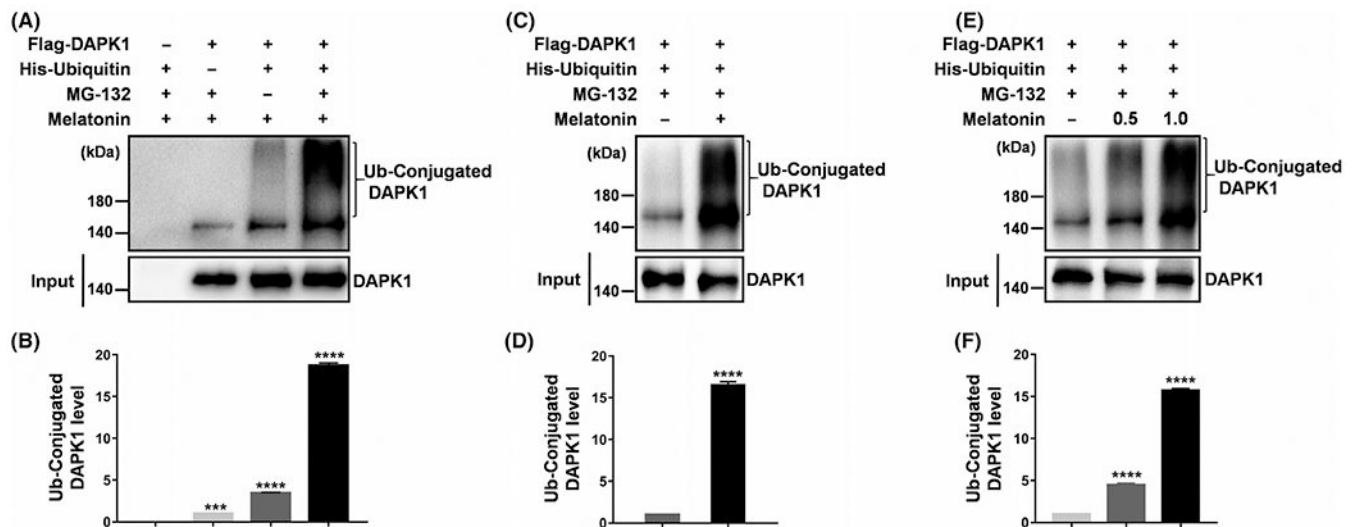 (A)
Flag-DAPK1 – + + +
His-Ubiquitin + – + +
MG-132 + + – +
Melatonin + + + +
(kDa)
180
140
Ub-Conjugated
DAPK1
Input
140
DAPK1
(B)
Ub-Conjugated
DAPK1 level
20
15
10
5
0
***
****
****
(C)
Flag-DAPK1 + +
His-Ubiquitin + +
MG-132 + +
Melatonin – +
(kDa)
180
140
Ub-Conjugated
DAPK1
Input
140
DAPK1
(D)
Ub-Conjugated
DAPK1 level
20
15
10
5
0
****
(E)
Flag-DAPK1 + + +
His-Ubiquitin + + +
MG-132 + + +
Melatonin – 0.5 1.0
(kDa)
180
140
Ub-Conjugated
DAPK1
Input
140
DAPK1
(F)
Ub-Conjugated
DAPK1 level
20
15
10
5
0
****
****